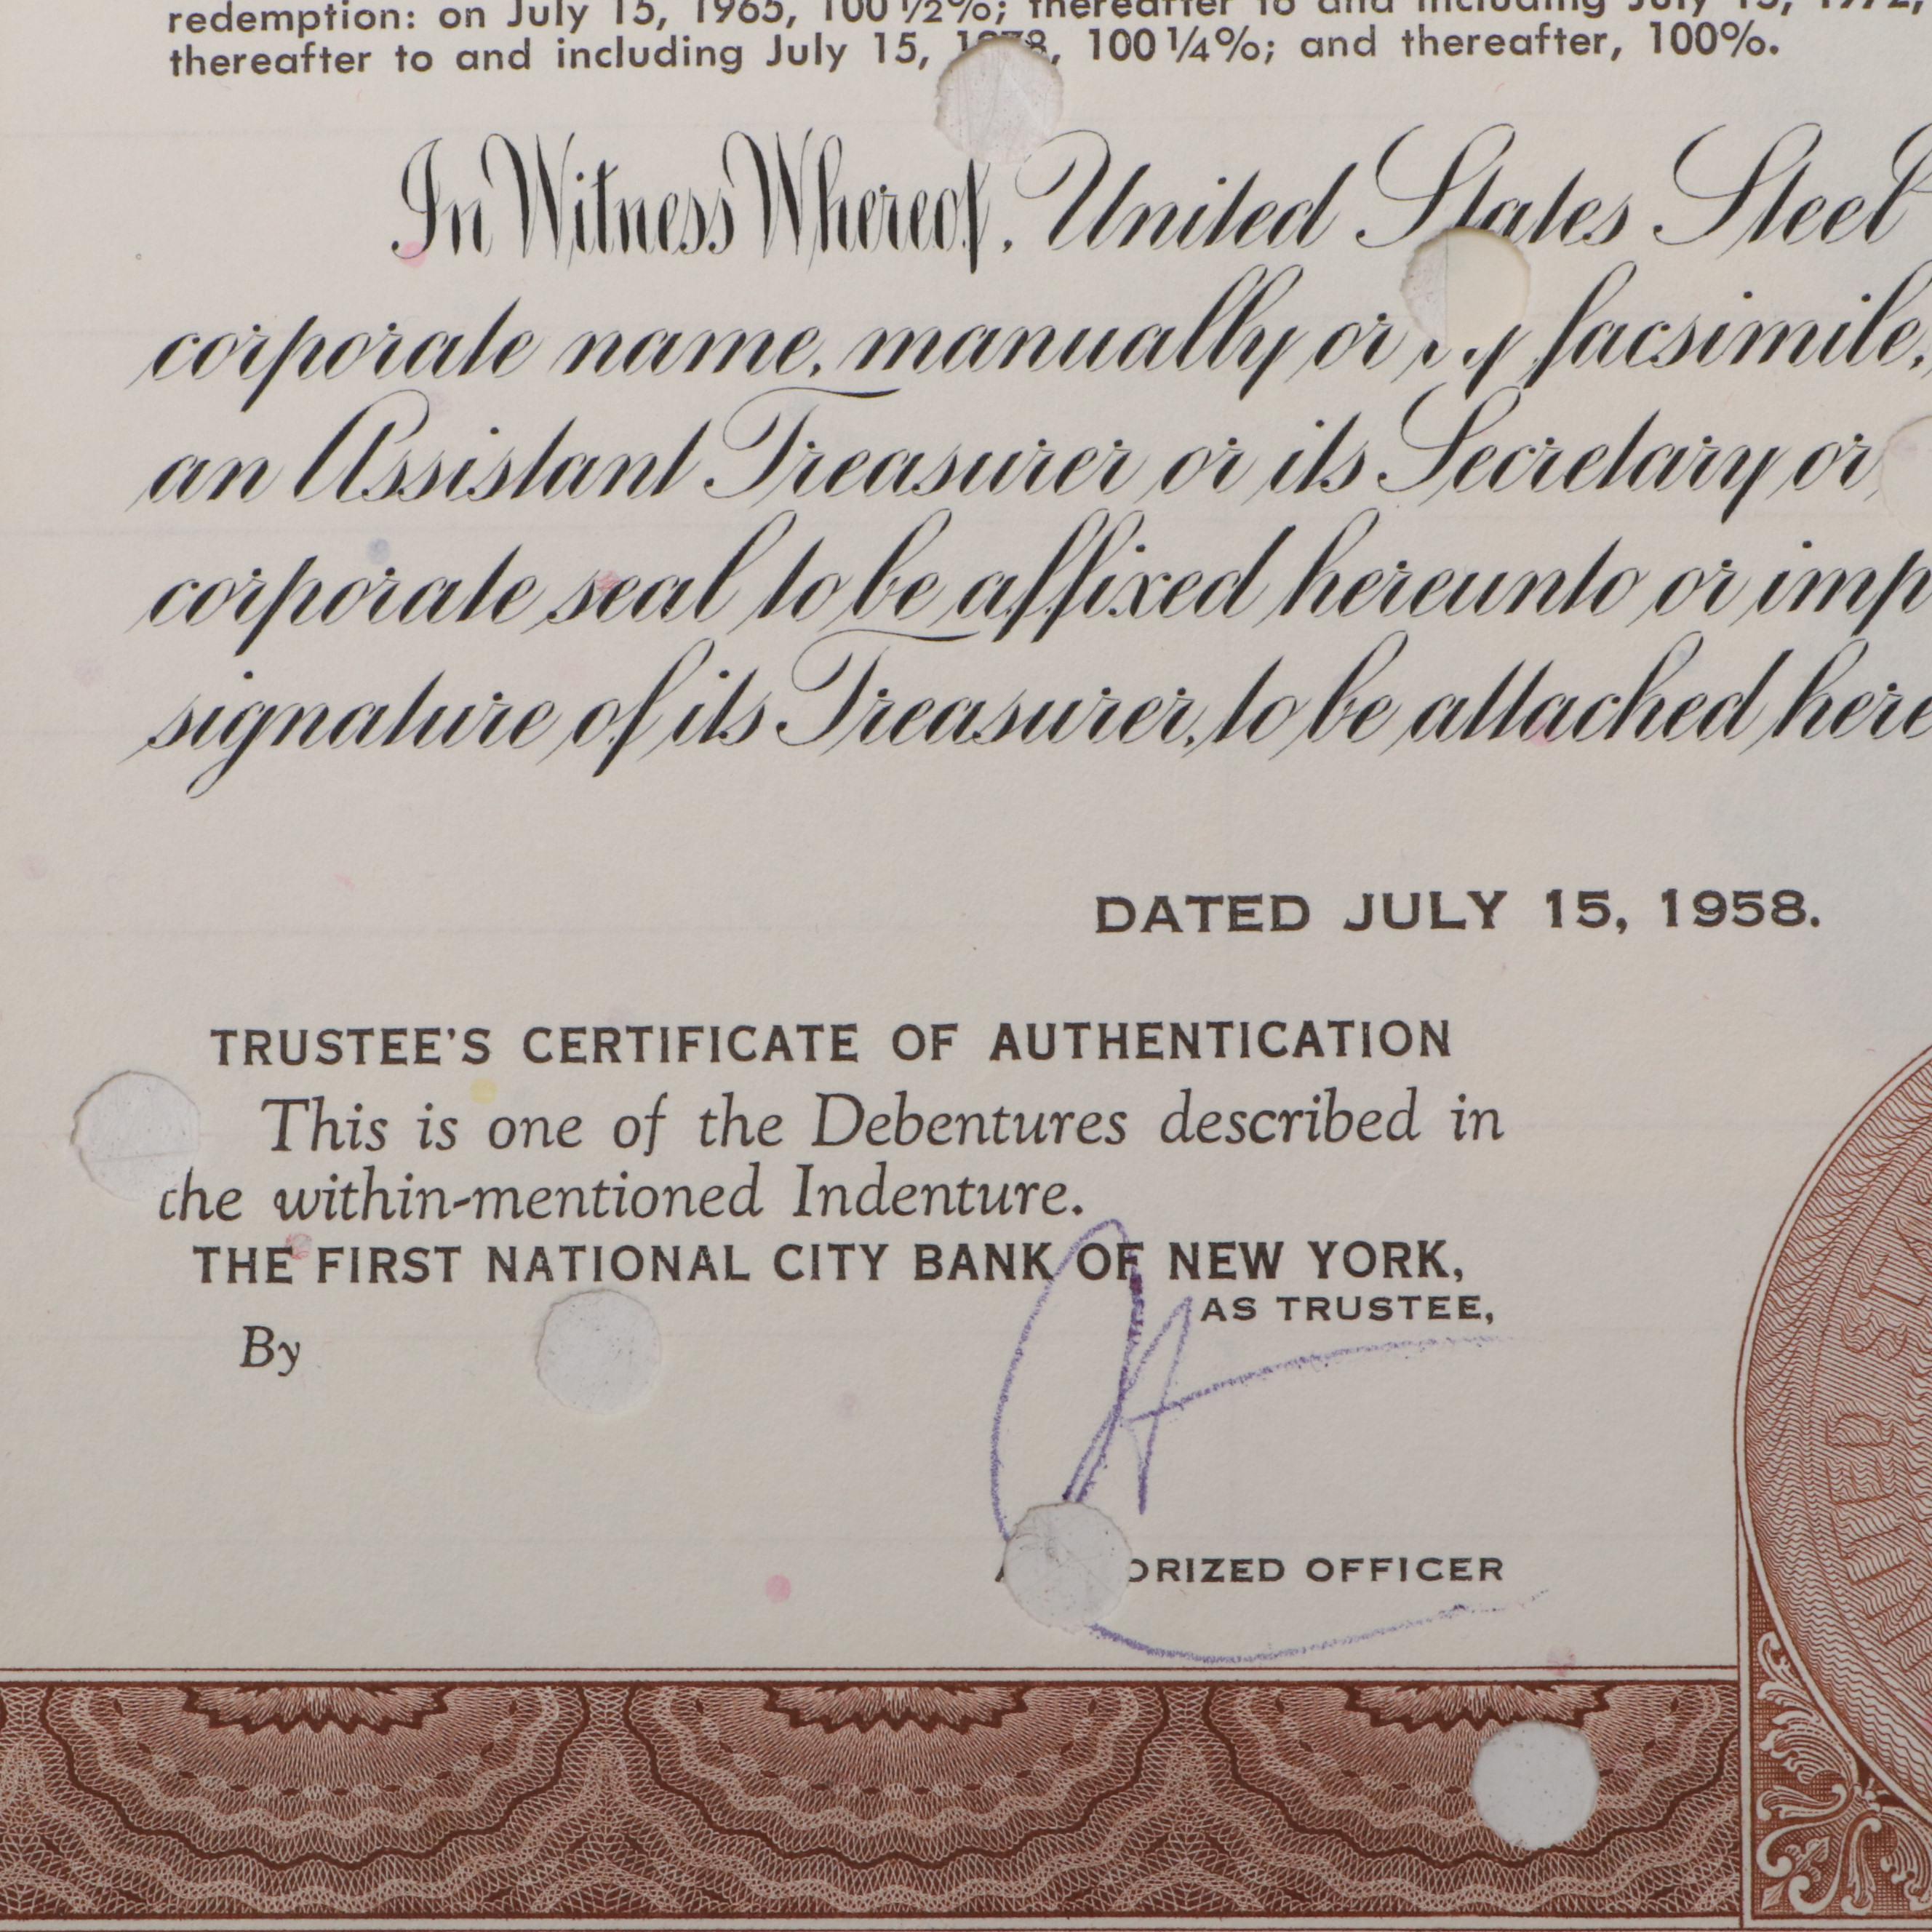 redemption: on July 15, 1965, 100 ½%; thereafter to and including July 15, 1972,
thereafter to and including July 15, 1978, 100 ¼%; and thereafter, 100%.
In Witness Whereof, United States Steel
corporate name, manually or by facsimile,
an Assistant Treasurer or its Secretary or
corporate seal to be affixed hereunto or imp
signature of its Treasurer, to be attached here
DATED JULY 15, 1958.
TRUSTEE'S CERTIFICATE OF AUTHENTICATION
This is one of the Debentures described in
the within-mentioned Indenture.
THE FIRST NATIONAL CITY BANK OF NEW YORK,
AS TRUSTEE,
By
ORIZED OFFICER